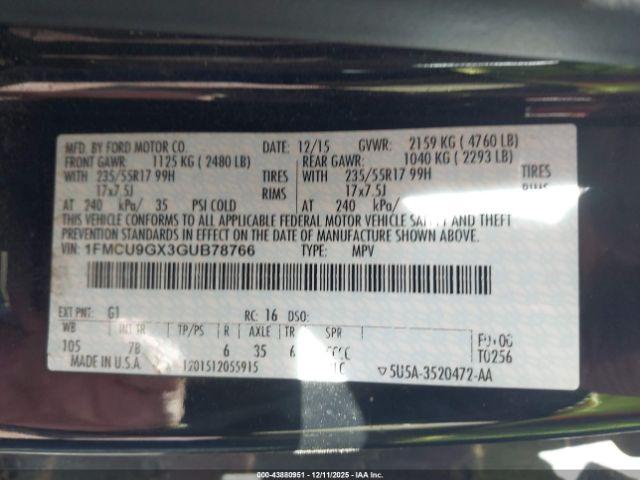 MFD. BY FORD MOTOR CO. DATE: 12/15 GVWR: 2159 KG ( 4760 LB)
FRONT GAWR: 1125 KG ( 2480 LB) REAR GAWR: 1040 KG ( 2293 LB)
WITH 235/55R17 99H TIRES WITH 235/55R17 99H TIRES
17x7.5J RIMS 17x7.5J RIMS
AT 240 kPa/ 35 PSI COLD AT 240 kPa/
THIS VEHICLE CONFORMS TO ALL APPLICABLE FEDERAL MOTOR VEHICLE SAFETY AND THEFT
PREVENTION STANDARDS IN EFFECT ON THE DATE OF MANUFACTURE SHOWN ABOVE.
VIN: 1FMCU9GX3GUB78766 TYPE: MPV
EXT PNT: G1 RC: 16 DSO:
WB INT TR TP/PS R AXLE TR SPR
105 7B 6 35 6
T0256
MADE IN U.S.A. 1201512055915 5U5A-3520472-AA
000-43880951 - 12/11/2025 - IAA Inc.